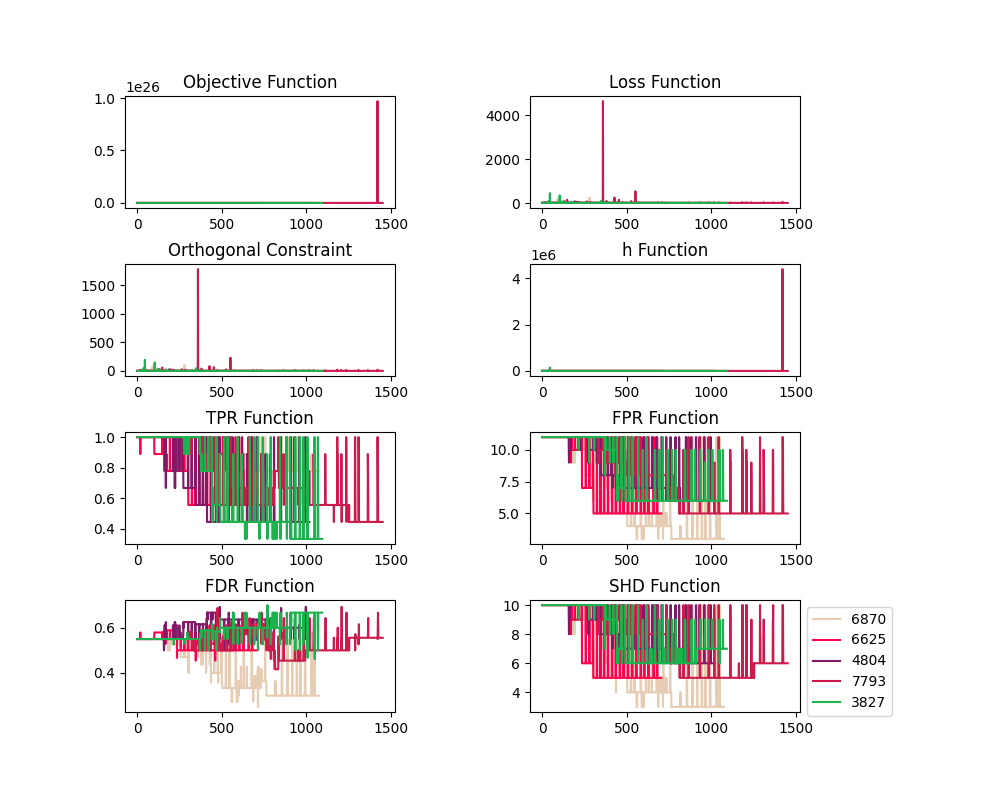 Objective Function
1e26
1.0
0.5
0.0
0 500 1000 1500
Loss Function
4000
2000
0
0 500 1000 1500
Orthogonal Constraint
1500
1000
500
0
0 500 1000 1500
h Function
1e6
4
2
0
0 500 1000 1500
TPR Function
1.0
0.8
0.6
0.4
0 500 1000 1500
FPR Function
10.0
7.5
5.0
0 500 1000 1500
FDR Function
0.6
0.4
0 500 1000 1500
SHD Function
10
8
6
4
0 500 1000 1500
6870
6625
4804
7793
3827